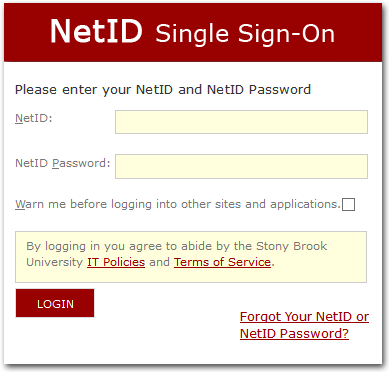 NetID Single Sign-On
Please enter your NetID and NetID Password
NetID:
NetID Password:
Warn me before logging into other sites and applications.
By logging in you agree to abide by the Stony Brook
University IT Policies and Terms of Service.
LOGIN
Forgot Your NetID or
NetID Password?